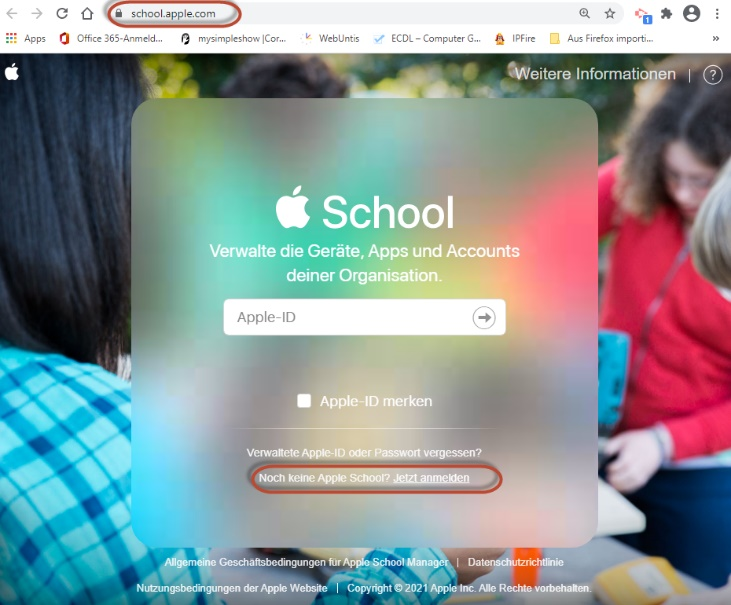 school.apple.com
1
Apps
Office 365-Anmeld...
mysimpleshow [Cor...
WebUntis
ECDL – Computer G...
IPFire
Aus Firefox importi...
»
Weitere Informationen | ?
School
Verwalte die Geräte, Apps und Accounts
deiner Organisation.
Apple-ID
Apple-ID merken
Verwaltete Apple-ID oder Passwort vergessen?
Noch keine Apple School? Jetzt anmelden
Allgemeine Geschäftsbedingungen für Apple School Manager | Datenschutzrichtlinie
Nutzungsbedingungen der Apple Website | Copyright © 2021 Apple Inc. Alle Rechte vorbehalten.